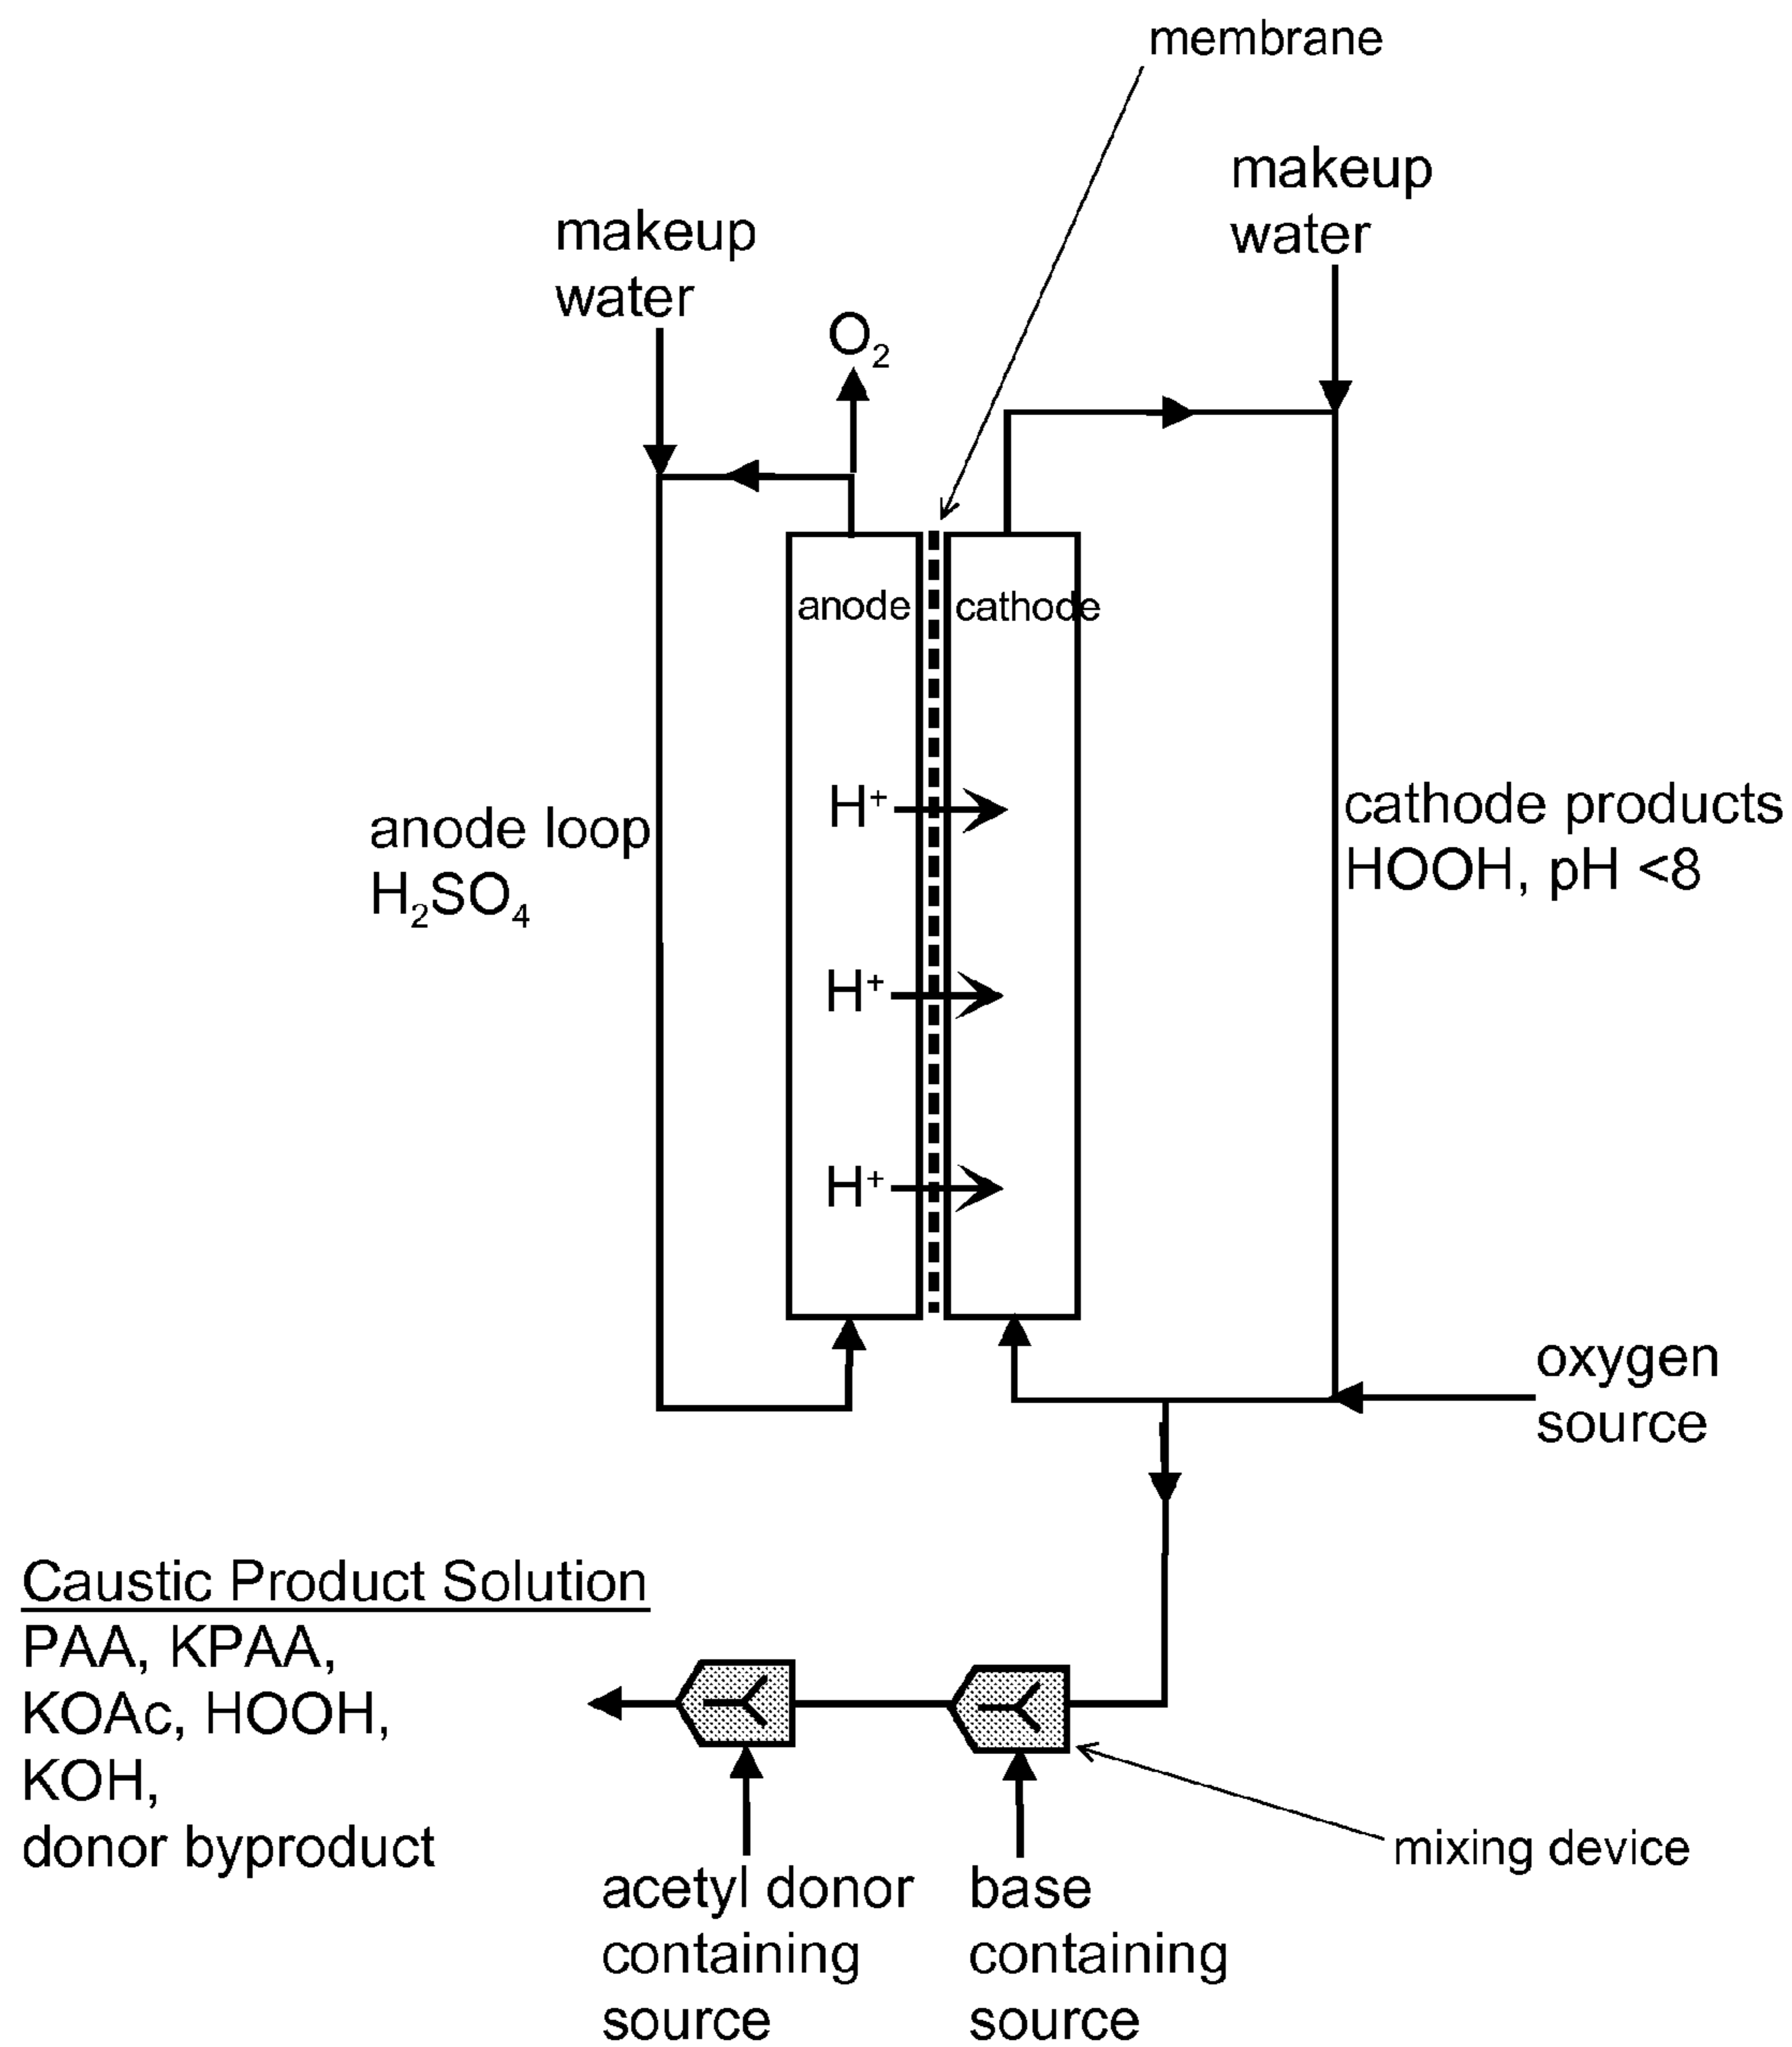 membrane
makeup
water
makeup
water
O₂
anode
cathode
H⁺
anode loop
H₂SO₄
cathode products
HOOH, pH <8
H⁺
H⁺
oxygen
source
Caustic Product Solution
PAA, KPAA,
KOAc, HOOH,
KOH,
donor byproduct
mixing device
acetyl donor
containing
source
base
containing
source